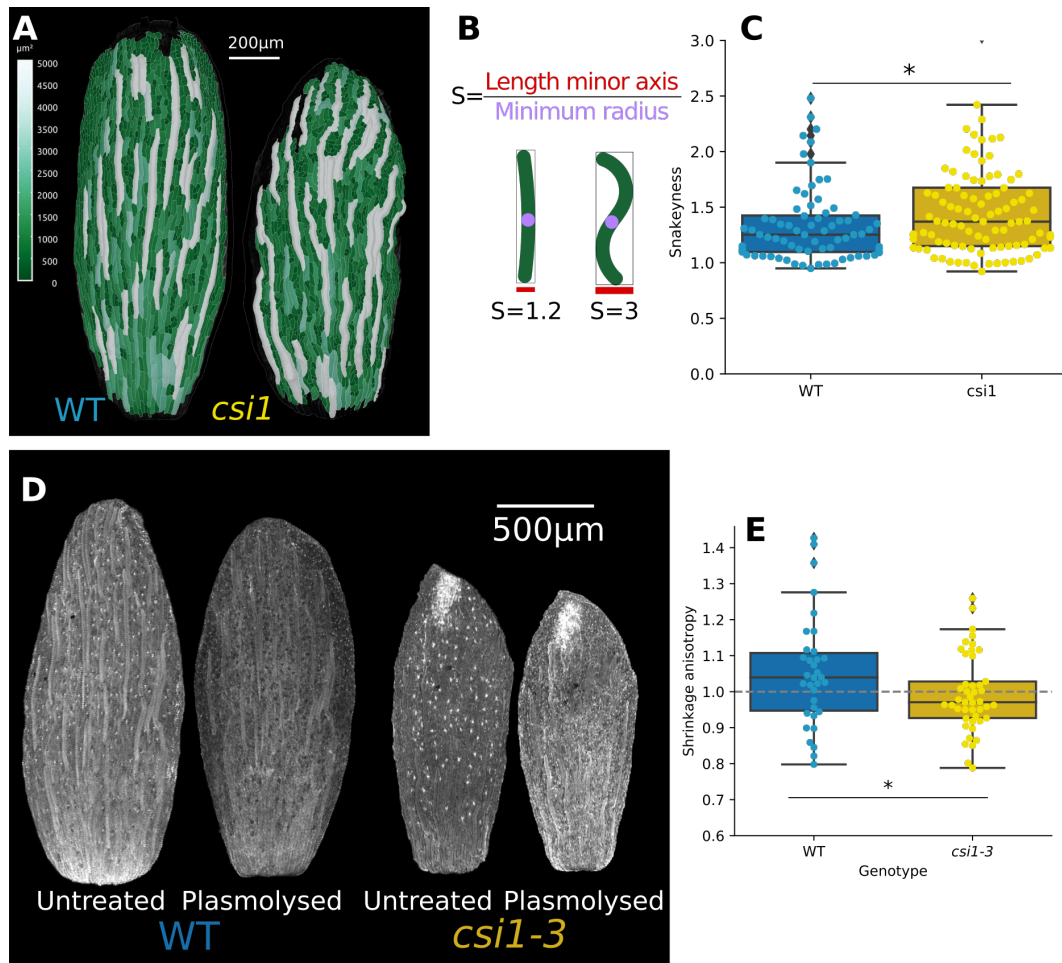 A
µm²
5000
4500
4000
3500
3000
2500
2000
1500
1000
500
0
200µm
WT
csi1
B
S=
Length minor axis
Minimum radius
S=1.2
S=3
C
Snakeyness
3.0
2.5
2.0
1.5
1.0
0.5
0.0
*
WT
csi1
D
500µm
Untreated Plasmolysed Untreated Plasmolysed
WT
csi1-3
E
Shrinkage anisotropy
1.4
1.3
1.2
1.1
1.0
0.9
0.8
0.7
0.6
*
WT
csi1-3
Genotype